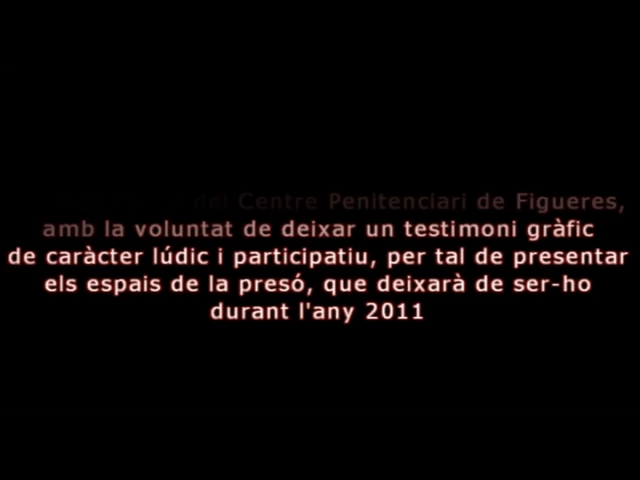 del Centre Penitenciari de Figueres,
amb la voluntat de deixar un testimoni gràfic
de caràcter lúdic i participatiu, per tal de presentar
els espais de la presó, que deixarà de ser-ho
durant l'any 2011